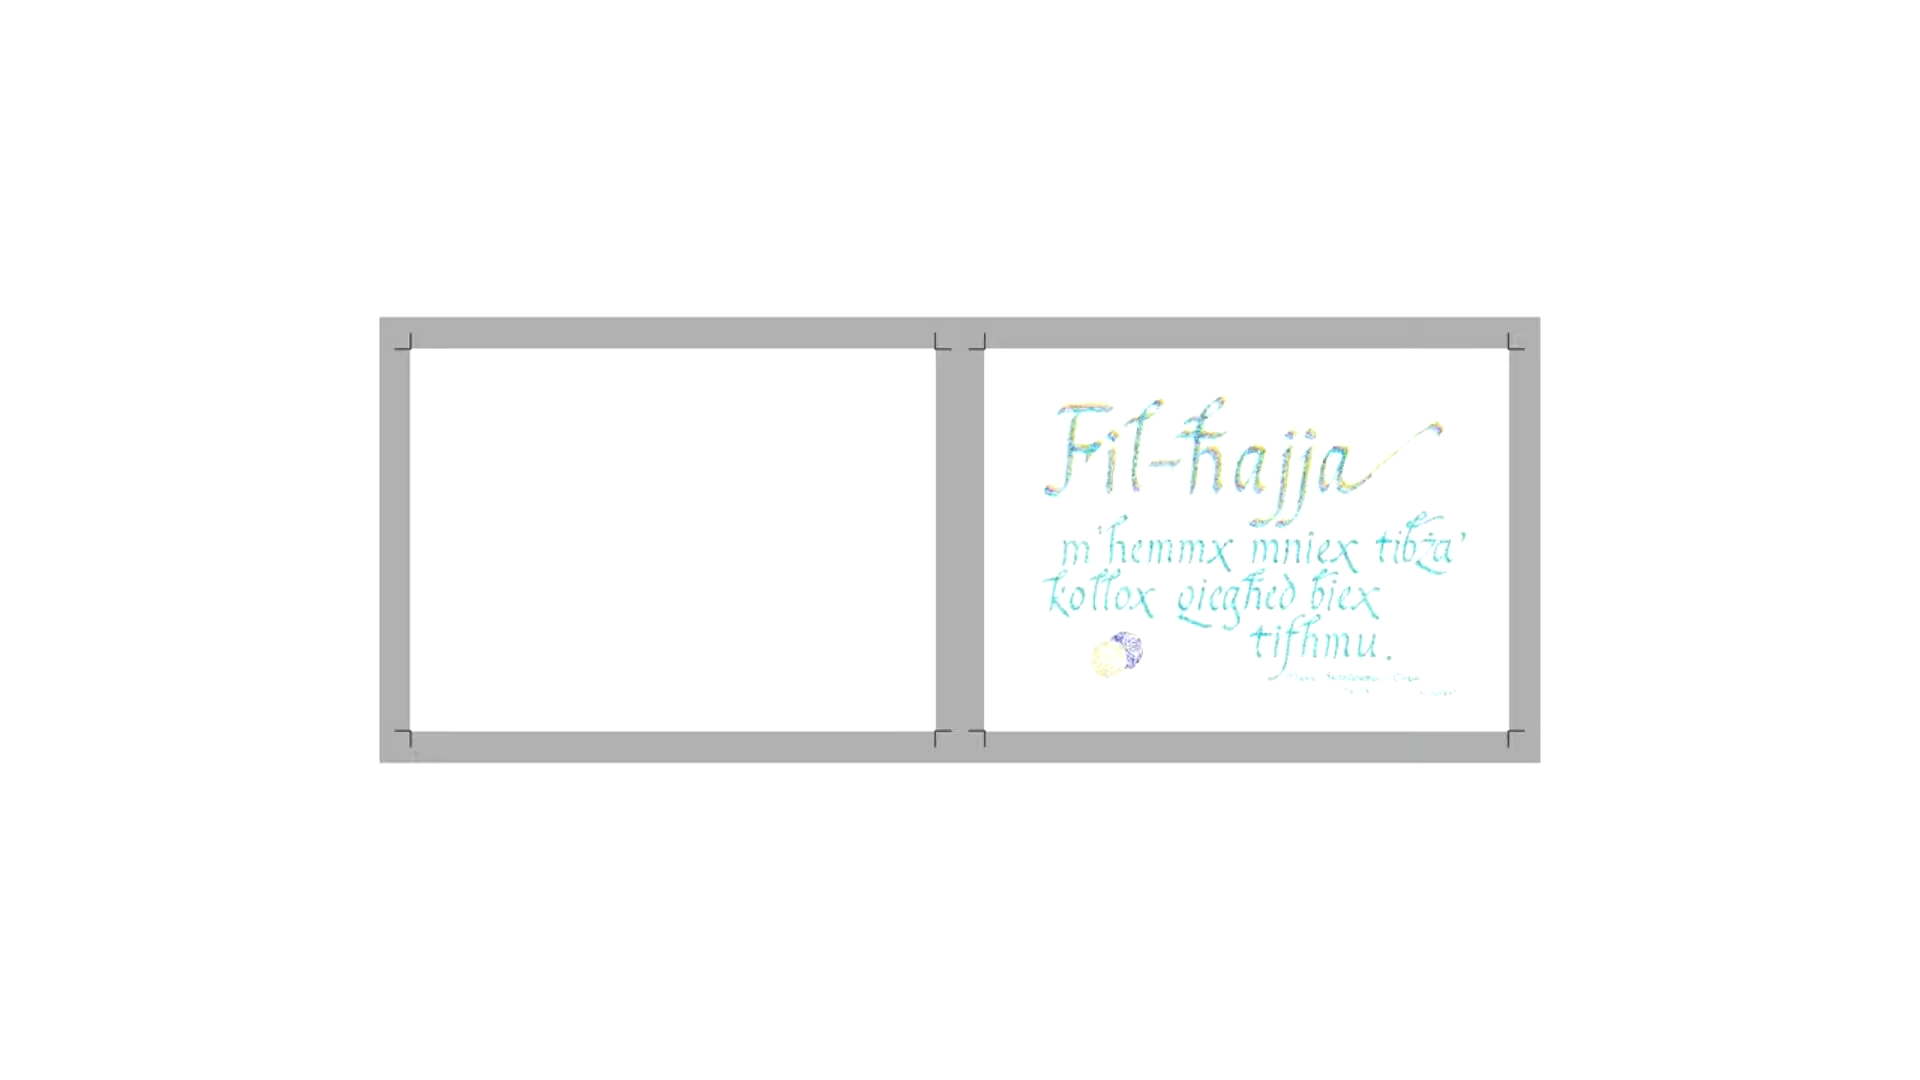 Fil-ħajja
m'hemmx mniex tibża'
kollox qiegħed biex
tifhmu.